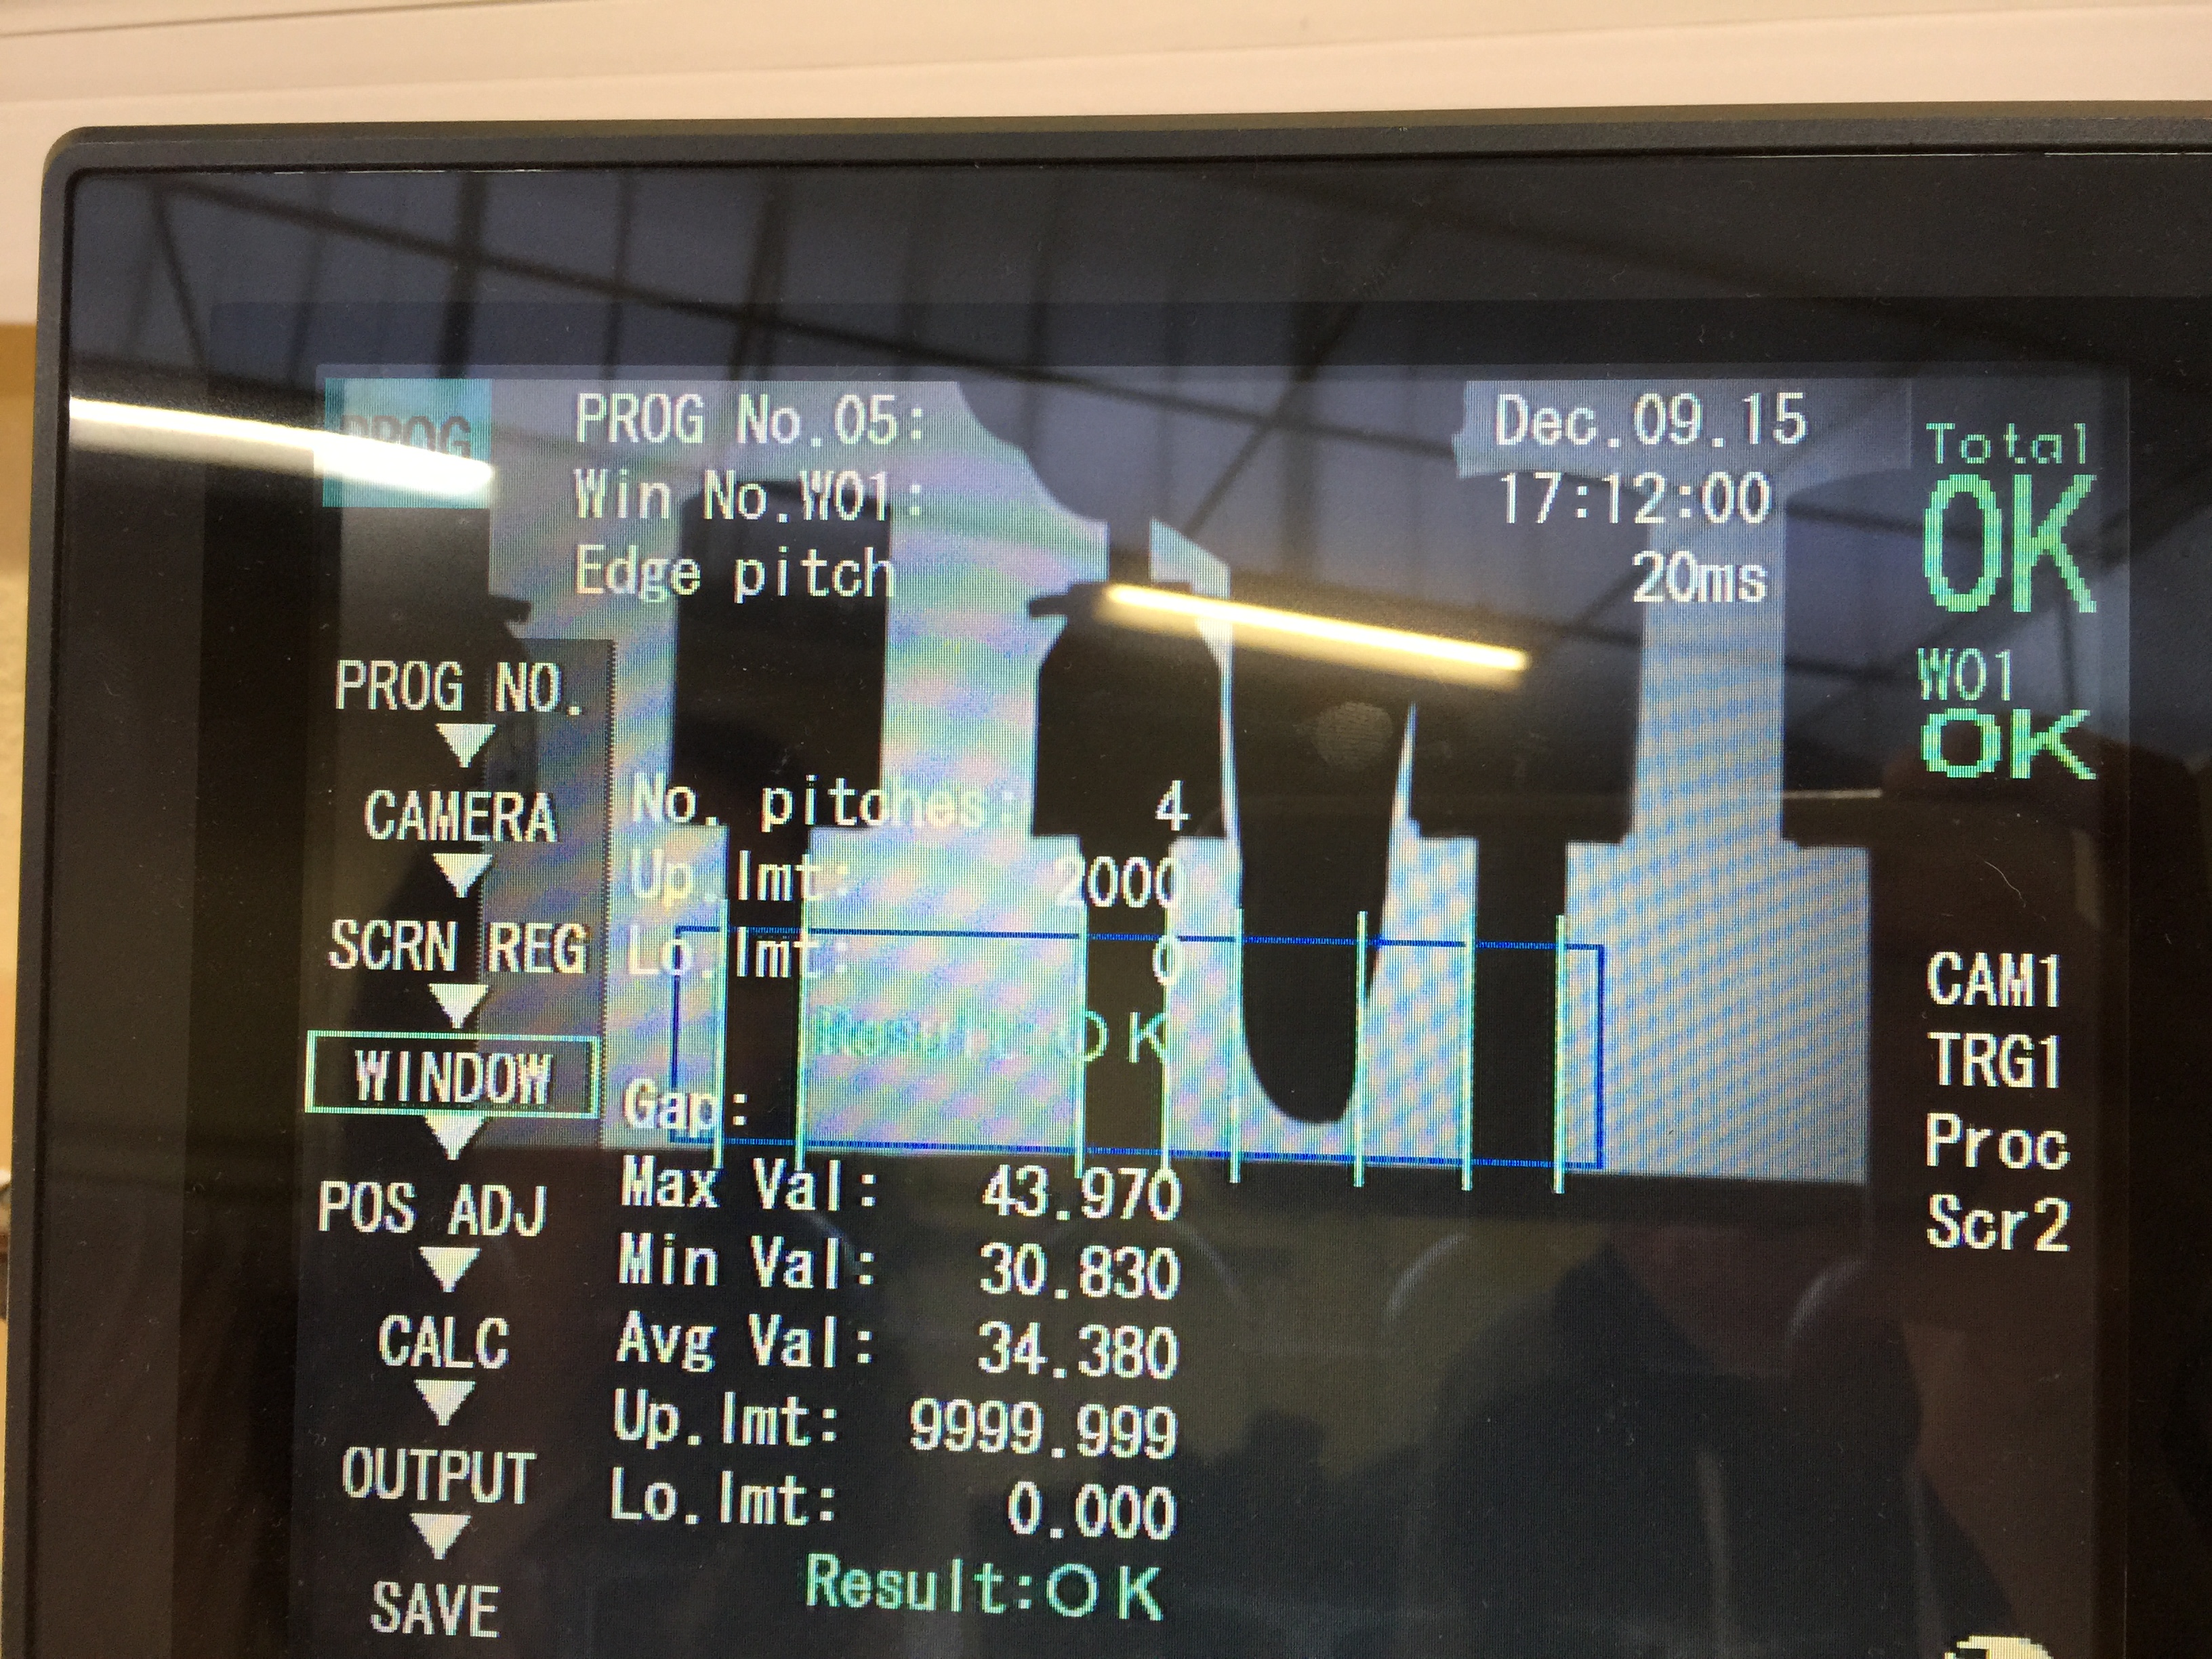 PROG
PROG No.05:
Win No.W01:
Edge pitch
Dec.09.15
17:12:00
20ms
Total
OK
W01
OK
CAM1
TRG1
Proc
Scr2
PROG NO.
CAMERA
SCRN REG
WINDOW
POS ADJ
CALC
OUTPUT
SAVE
No. pitches: 4
Up.lmt: 2000
Lo.lmt: 0
Result:OK
Gap:
Max Val: 43.970
Min Val: 30.830
Avg Val: 34.380
Up.lmt: 9999.999
Lo.lmt: 0.000
Result:OK